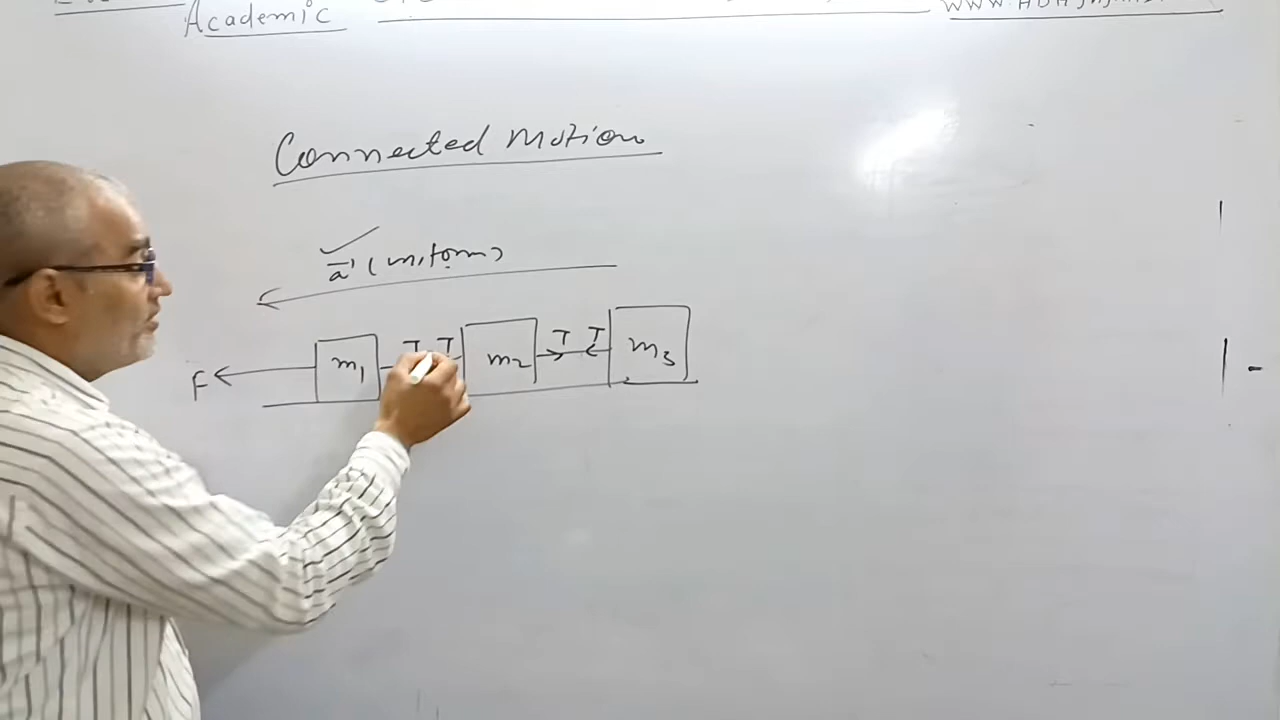 Academic
Connected motion
a (uniform)
T T T T
F m1 m2 m3